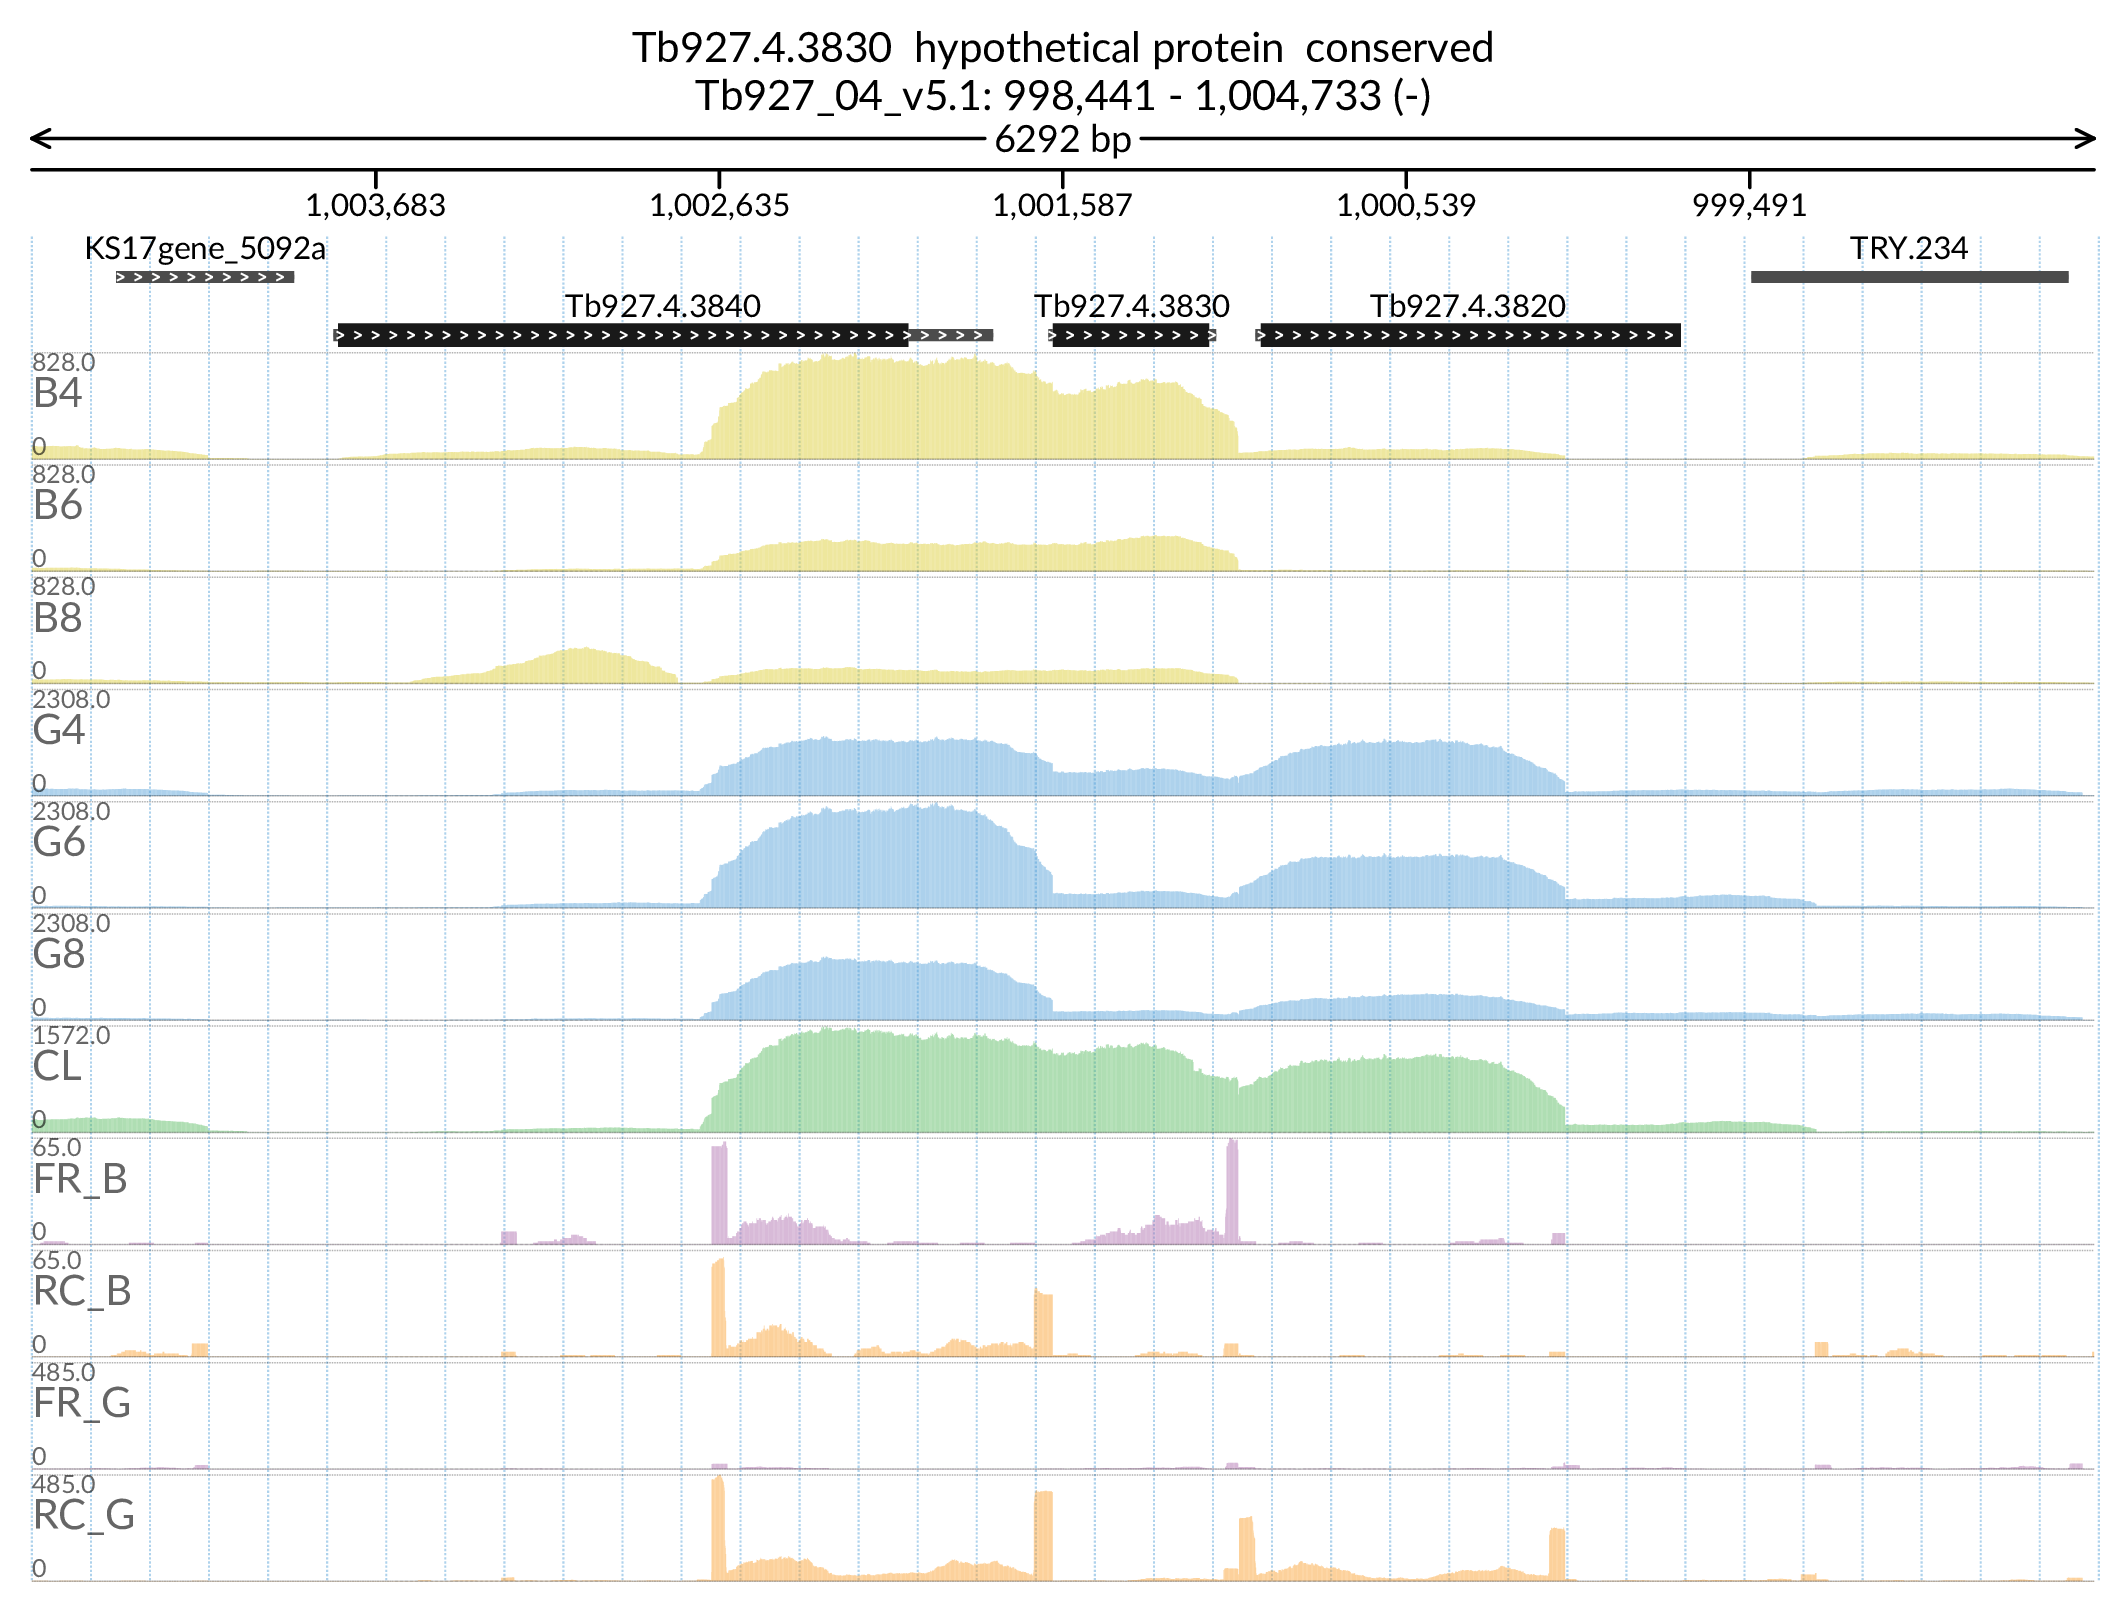 Tb927.4.3830  hypothetical protein  conserved
Tb927_04_v5.1: 998,441 - 1,004,733 (-)
6292 bp
1,003,683 1,002,635 1,001,587 1,000,539 999,491
KS17gene_5092a TRY.234
Tb927.4.3840 Tb927.4.3830 Tb927.4.3820
828.0
B4
0
828.0
B6
0
828.0
B8
0
2308.0
G4
0
2308.0
G6
0
2308.0
G8
0
1572.0
CL
0
65.0
FR_B
0
65.0
RC_B
0
485.0
FR_G
0
485.0
RC_G
0